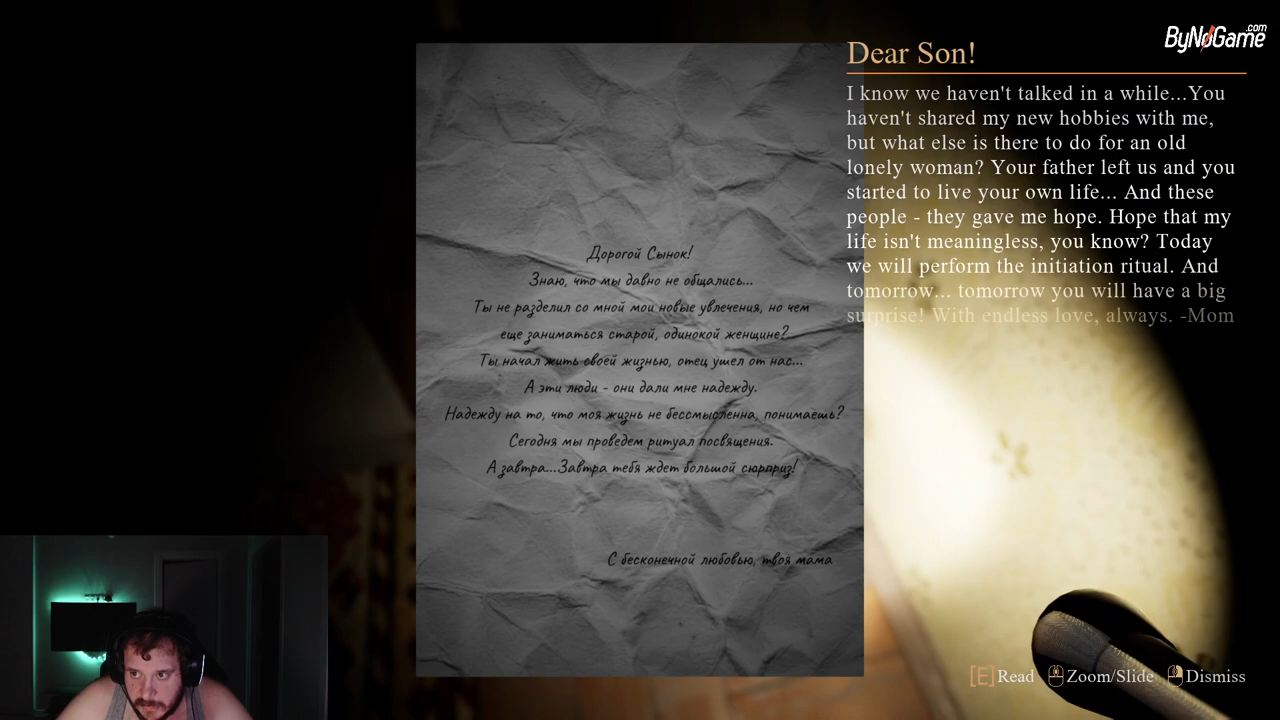 ByNoGame.com
Dear Son!
I know we haven't talked in a while...You
haven't shared my new hobbies with me,
but what else is there to do for an old
lonely woman? Your father left us and you
started to live your own life... And these
people - they gave me hope. Hope that my
life isn't meaningless, you know? Today
we will perform the initiation ritual. And
tomorrow... tomorrow you will have a big
surprise! With endless love, always. -Mom
Дорогой Сынок!
Знаю, что мы давно не общались...
Ты не разделил со мной мои новые увлечения, но чем
еще заниматься старой, одинокой женщине?
Ты начал жить своей жизнью, отец ушел от нас...
А эти люди - они дали мне надежду.
Надежду на то, что моя жизнь не бессмысленна, понимаешь?
Сегодня мы проведем ритуал посвящения.
А завтра...Завтра тебя ждет большой сюрприз!
С бесконечной любовью, твоя мама
[E]Read Zoom/Slide Dismiss